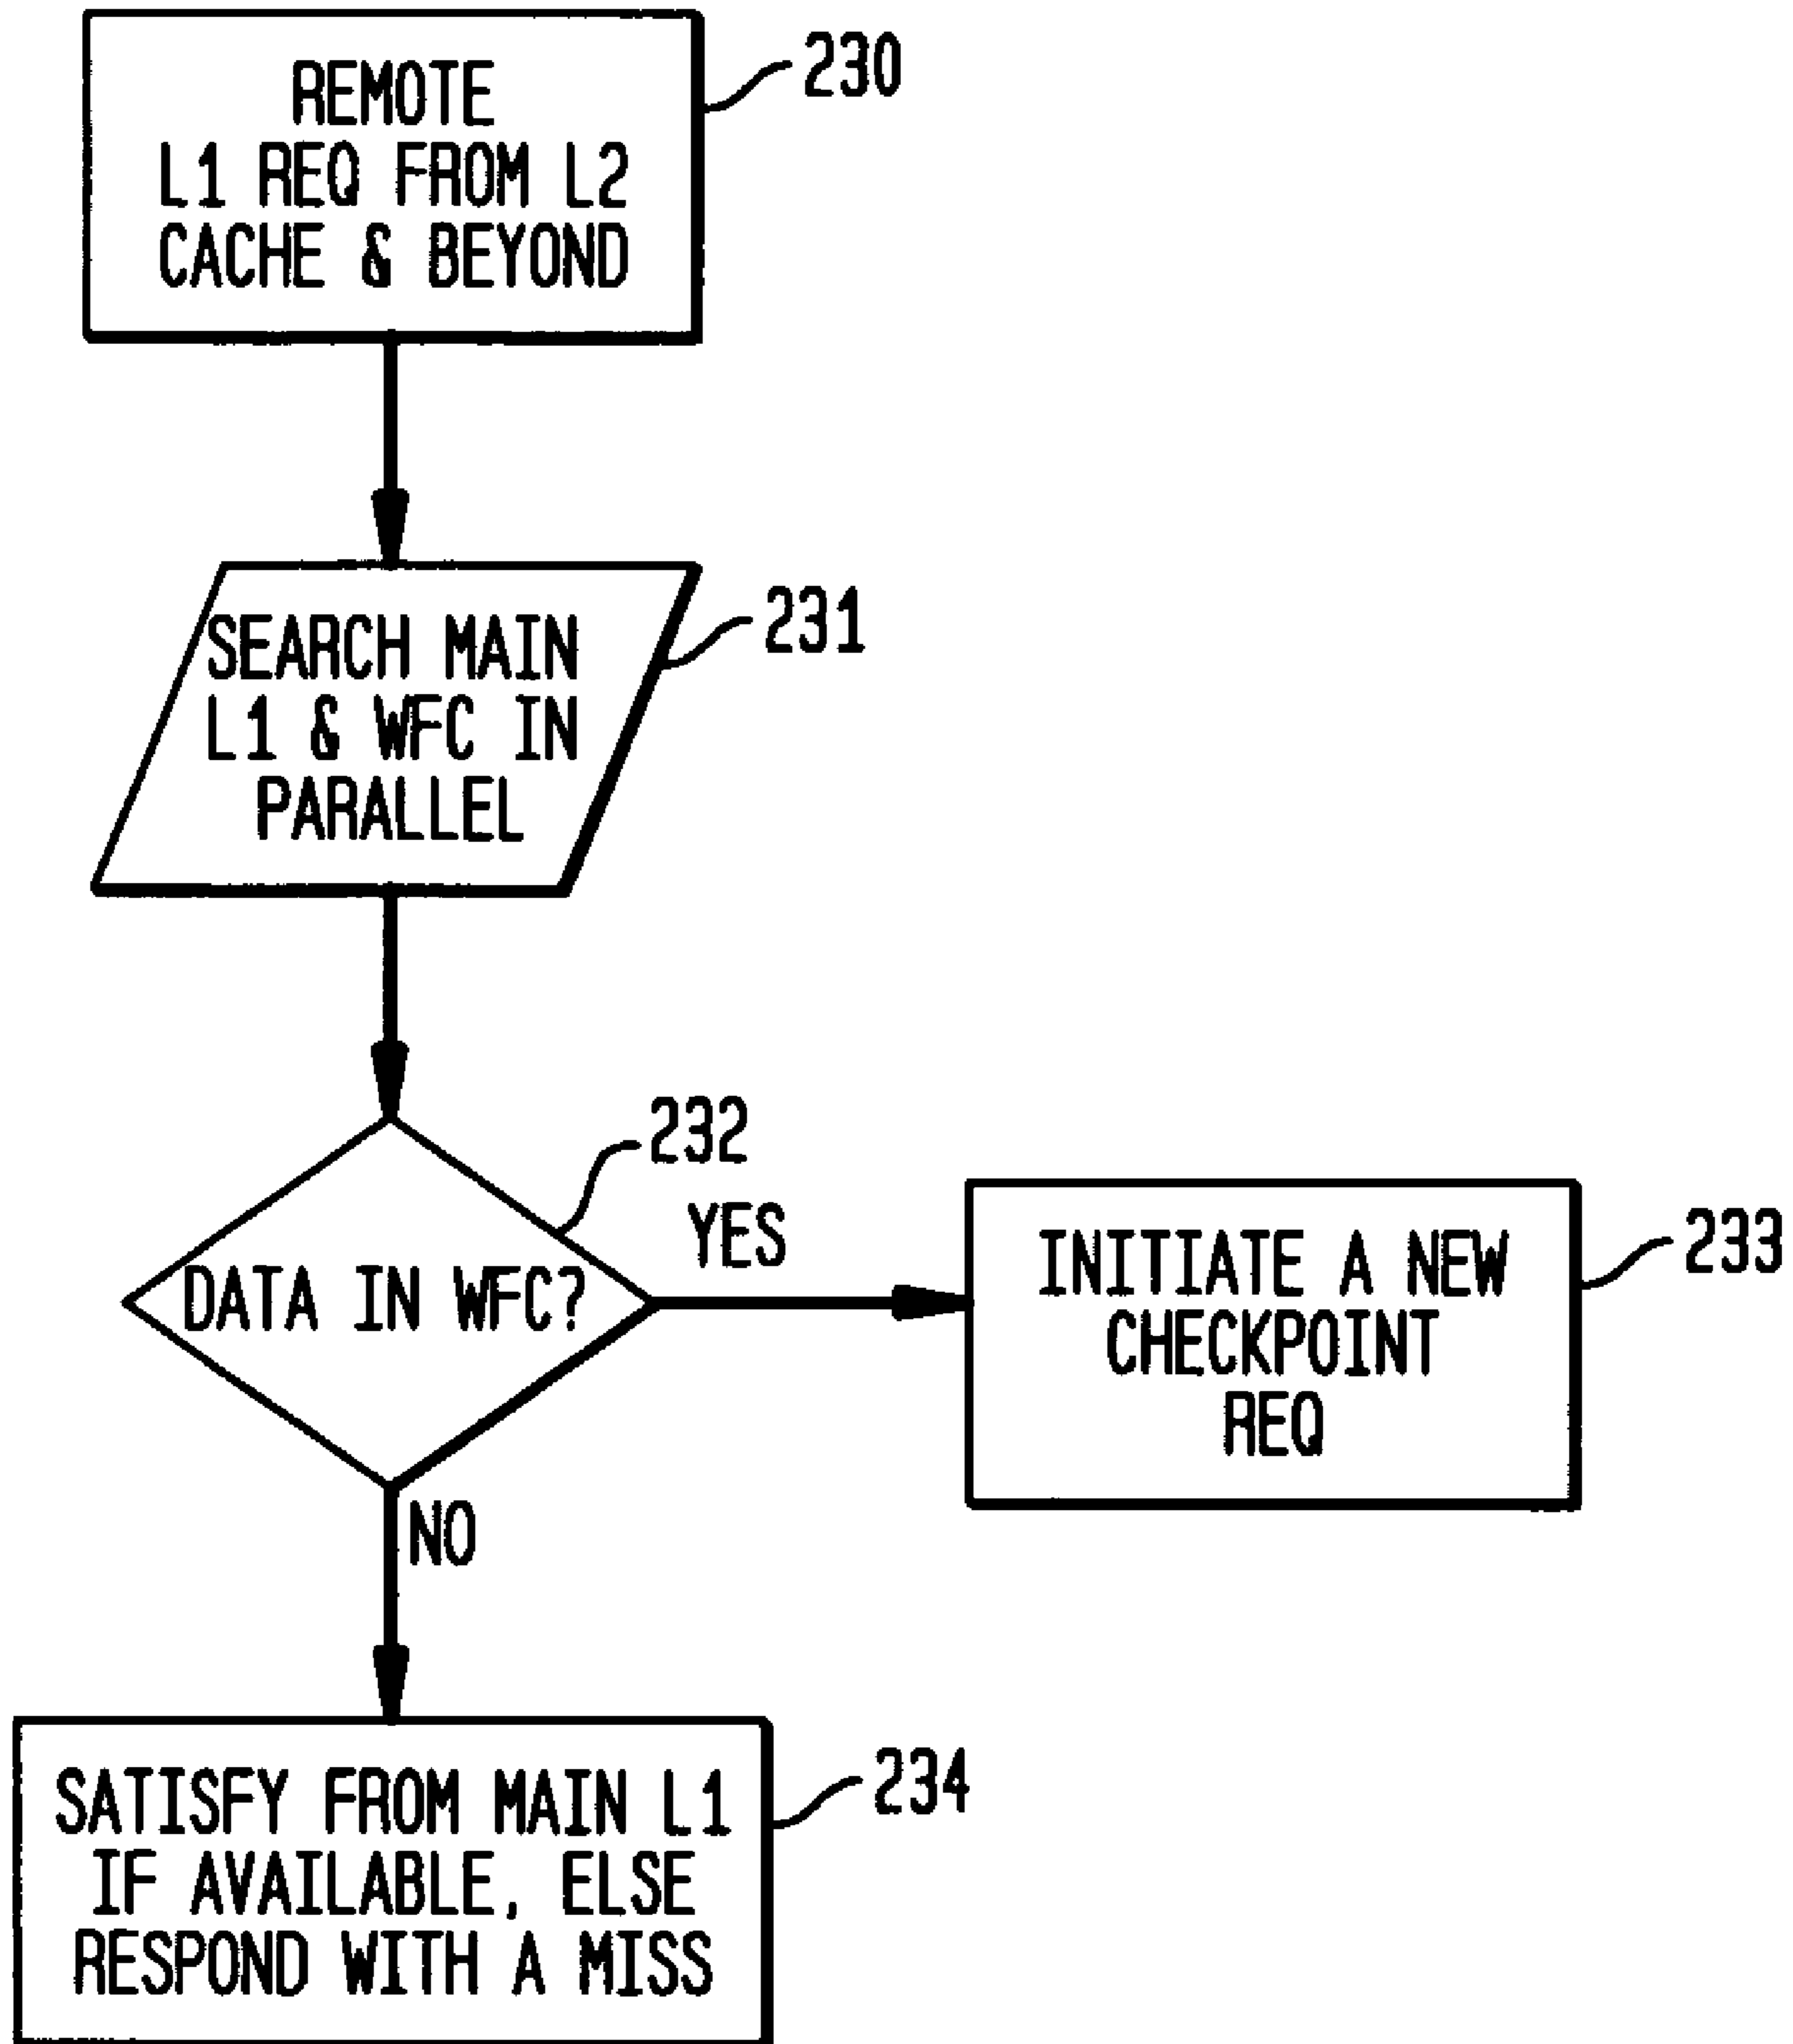 REMOTE
L1 REQ FROM L2
CACHE & BEYOND
230
SEARCH MAIN
L1 & WFC IN
PARALLEL
231
232
DATA IN WFC?
YES
INITIATE A NEW
CHECKPOINT
REQ
233
NO
SATISFY FROM MAIN L1
IF AVAILABLE, ELSE
RESPOND WITH A MISS
234